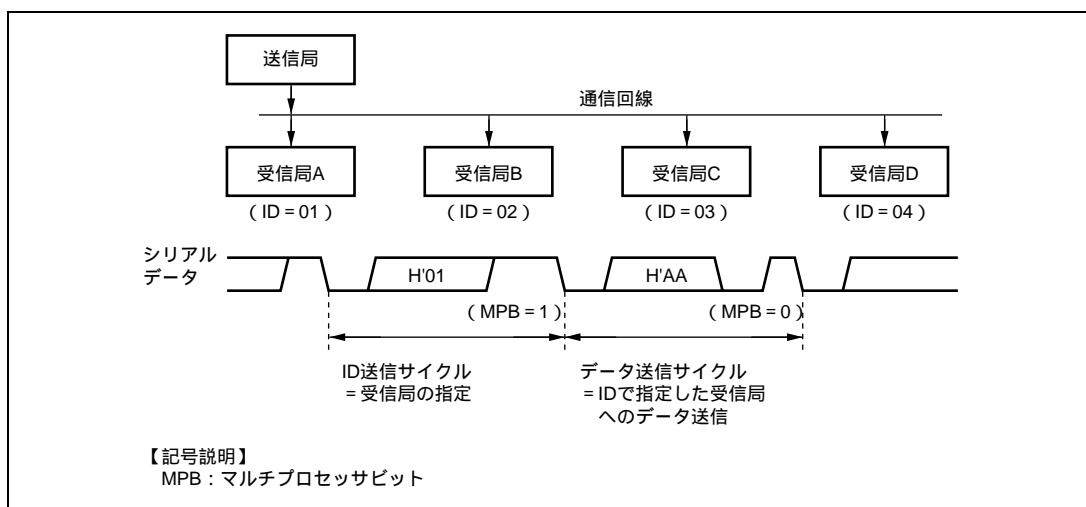 送信局
通信回線
受信局A 受信局B 受信局C 受信局D
（ID = 01） （ID = 02） （ID = 03） （ID = 04）
シリアル
データ
H'01 H'AA
（MPB = 1） （MPB = 0）
ID送信サイクル
= 受信局の指定
データ送信サイクル
= IDで指定した受信局
へのデータ送信
【記号説明】
MPB：マルチプロセッサビット